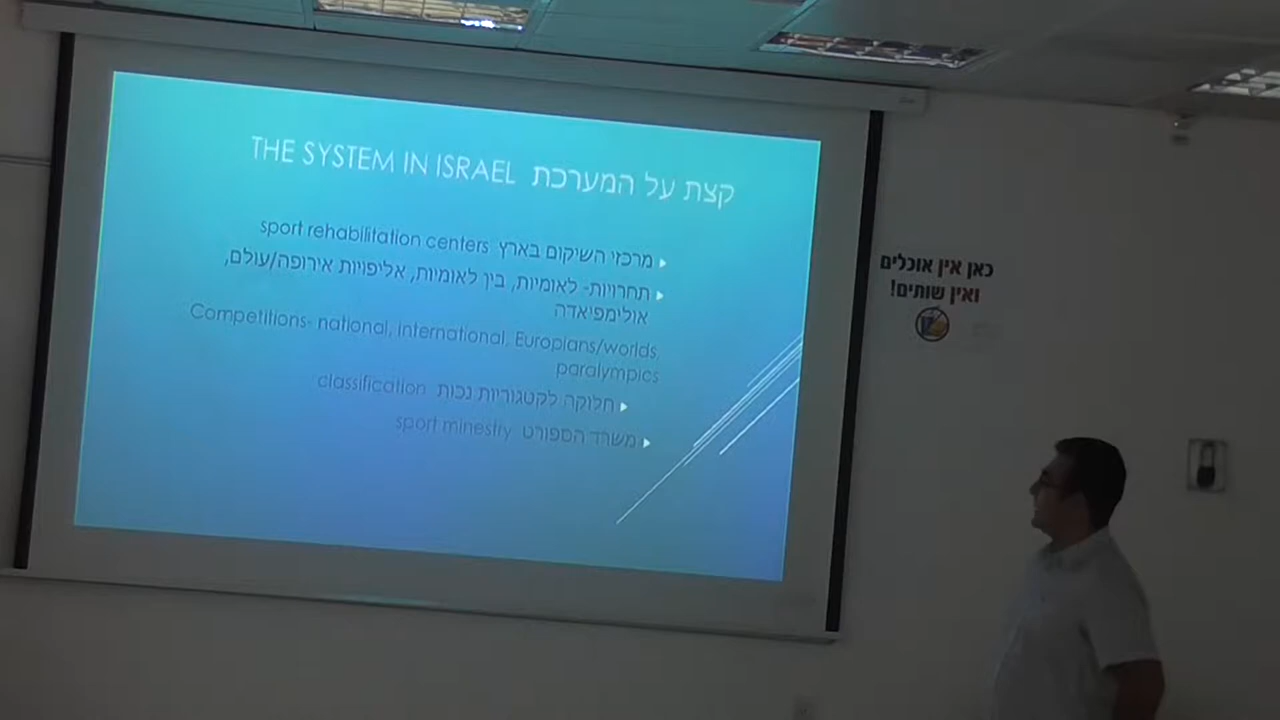 קצת על המערכת THE SYSTEM IN ISRAEL
מרכזי השיקום בארץ sport rehabilitation centers
תחרויות- לאומיות, בין לאומיות, אליפויות אירופה/עולם,
אולימפיאדה
Competitions- national, international, Europians/worlds,
paralympics
חלוקה לקטגוריות נכות classification
משרד הספורט sport minestry
כאן אין אוכלים
ואין שותים!